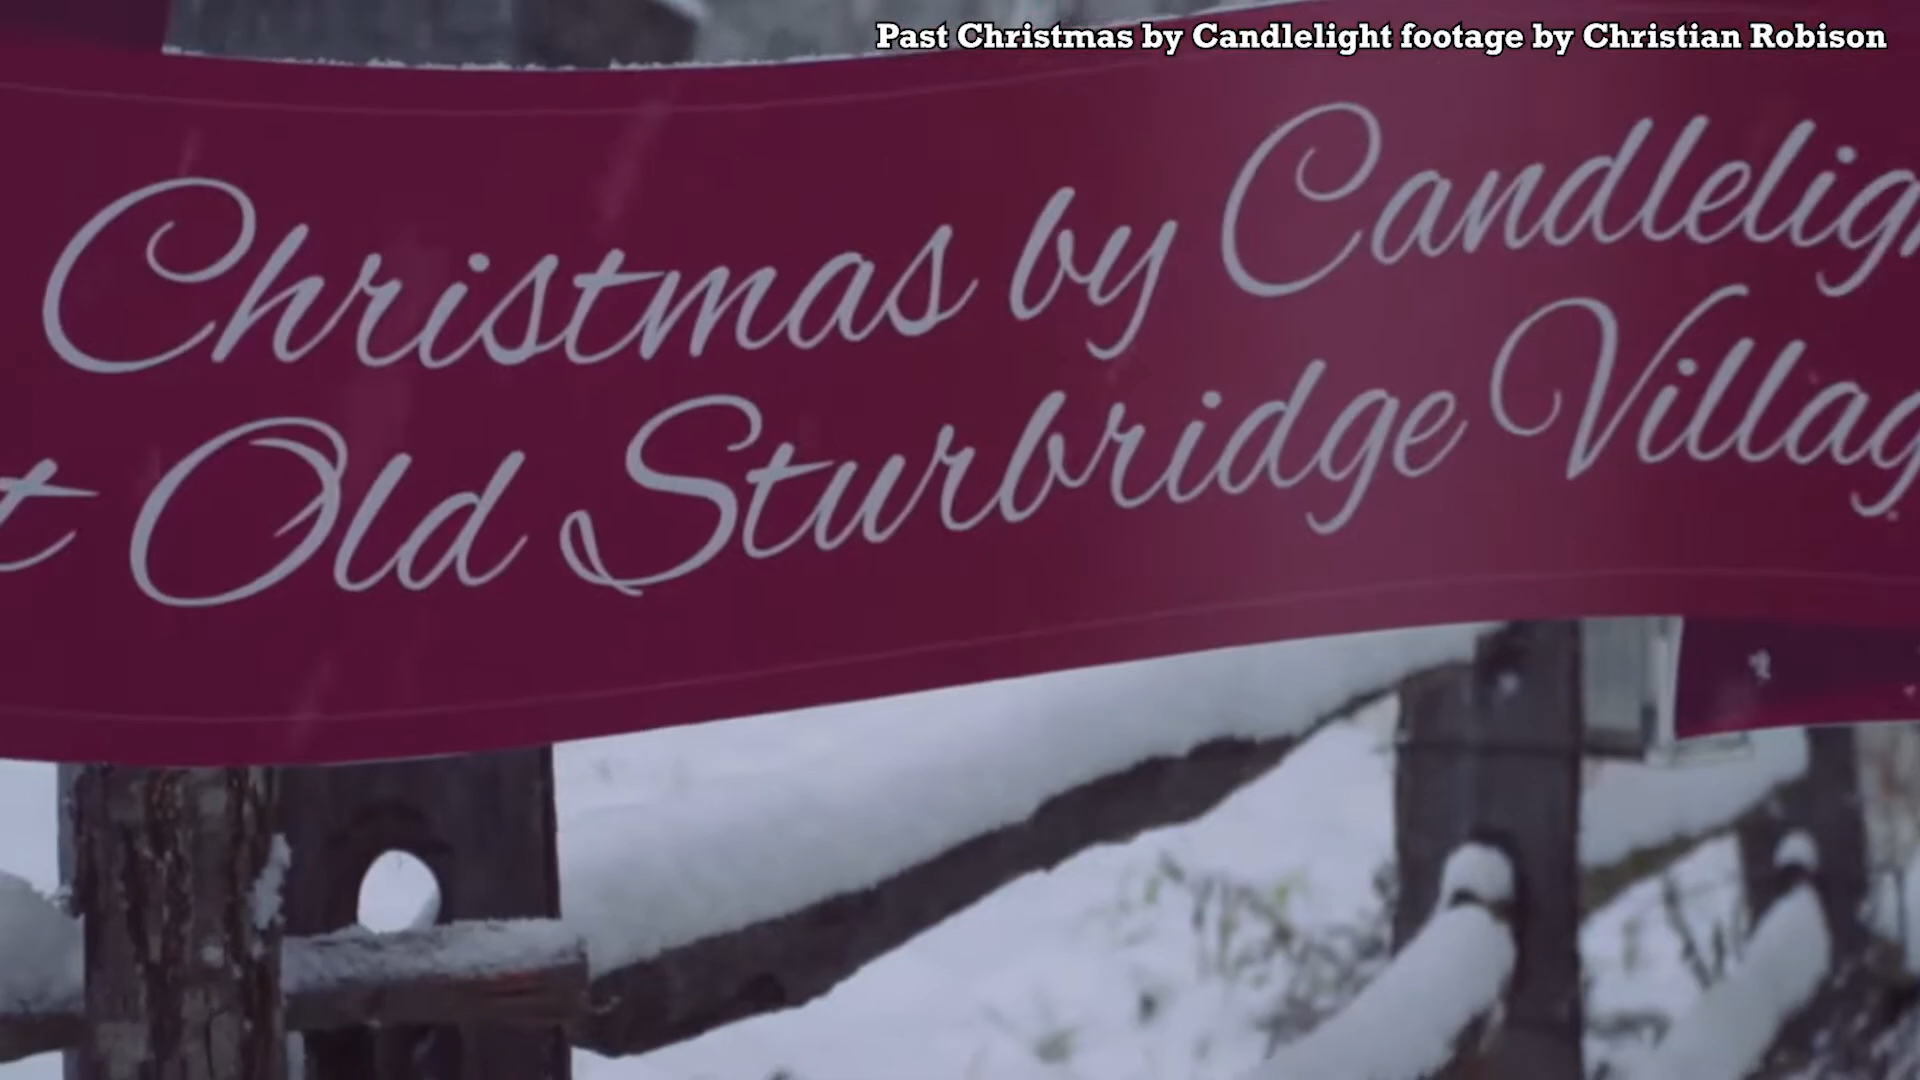 Past Christmas by Candlelight footage by Christian Robison
Christmas by Candleligh
t Old Sturbridge Villag